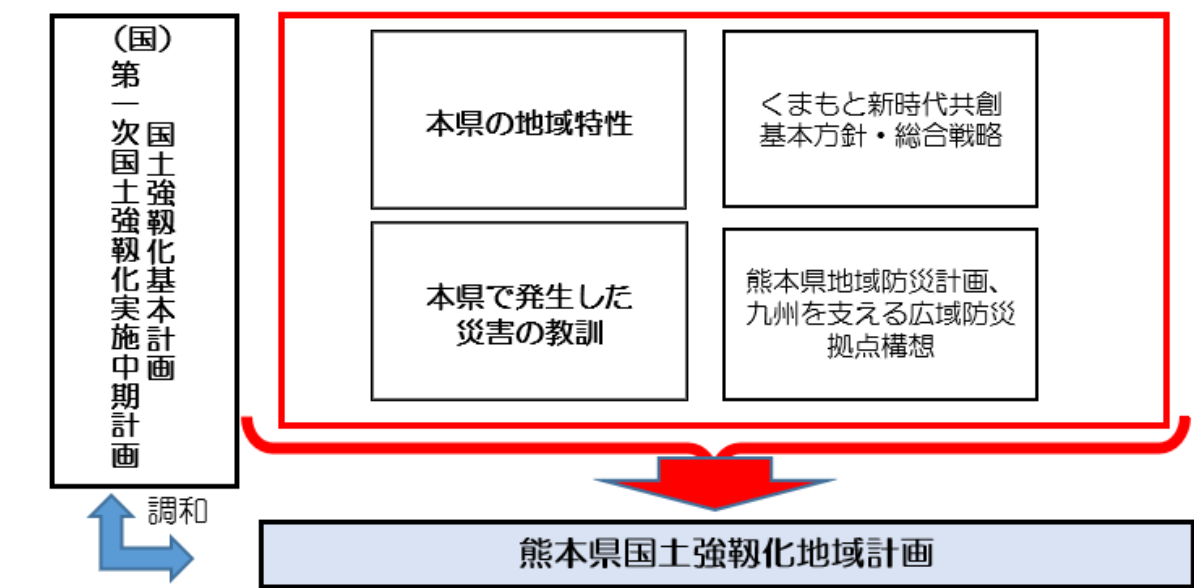 (国)
国土強靱化基本計画
第一次国土強靱化実施中期計画
本県の地域特性
くまもと新時代共創
基本方針・総合戦略
本県で発生した
災害の教訓
熊本県地域防災計画、
九州を支える広域防災
拠点構想
調和
熊本県国土強靱化地域計画